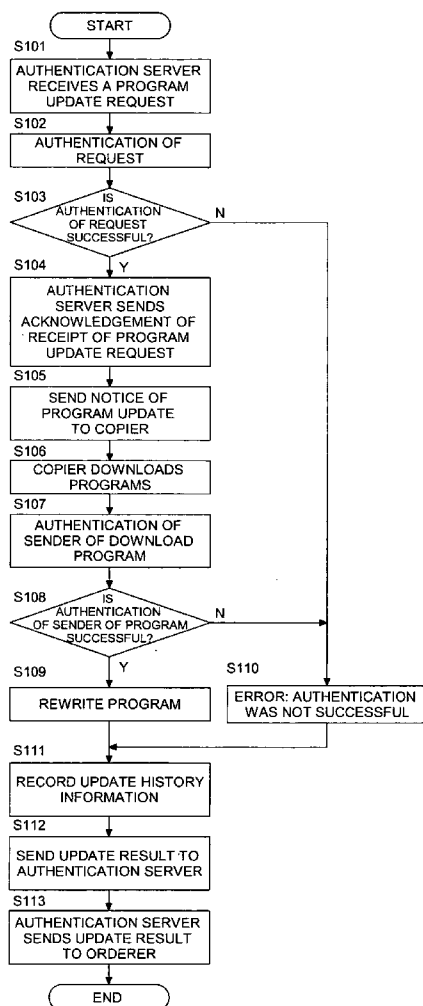 START
S101
AUTHENTICATION SERVER
RECEIVES A PROGRAM
UPDATE REQUEST
S102
AUTHENTICATION OF
REQUEST
S103
IS
AUTHENTICATION
OF REQUEST
SUCCESSFUL?
N
Y
S104
AUTHENTICATION
SERVER SENDS
ACKNOWLEDGEMENT OF
RECEIPT OF PROGRAM
UPDATE REQUEST
S105
SEND NOTICE OF
PROGRAM UPDATE
TO COPIER
S106
COPIER DOWNLOADS
PROGRAMS
S107
AUTHENTICATION OF
SENDER OF DOWNLOAD
PROGRAM
S108
IS
AUTHENTICATION
OF SENDER OF PROGRAM
SUCCESSFUL?
N
Y
S109
REWRITE PROGRAM
S110
ERROR: AUTHENTICATION
WAS NOT SUCCESSFUL
S111
RECORD UPDATE HISTORY
INFORMATION
S112
SEND UPDATE RESULT TO
AUTHENTICATION SERVER
S113
AUTHENTICATION SERVER
SENDS UPDATE RESULT
TO ORDERER
END